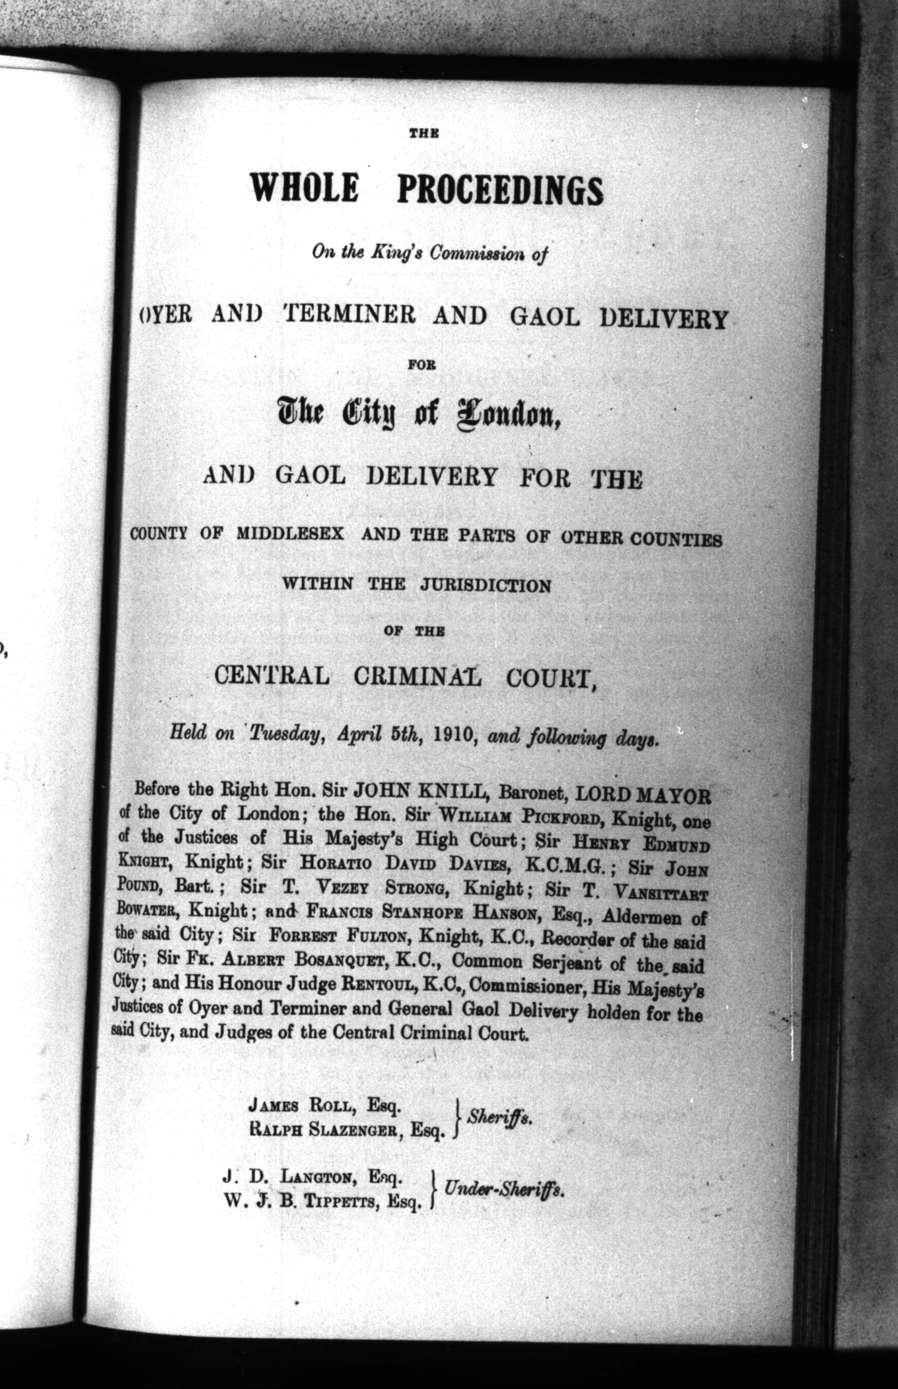 THE
WHOLE PROCEEDINGS
On the King's Commission of
OYER AND TERMINER AND GAOL DELIVERY
FOR
The City of London,
AND GAOL DELIVERY FOR THE
COUNTY OF MIDDLESEX AND THE PARTS OF OTHER COUNTIES
WITHIN THE JURISDICTION
OF THE
CENTRAL CRIMINAL COURT,
Held on Tuesday, April 5th, 1910, and following days.
Before the Right Hon. Sir JOHN KNILL, Baronet, LORD MAYOR
of the City of London; the Hon. Sir WILLIAM PICKFORD, Knight, one
of the Justices of His Majesty's High Court; Sir HENRY EDMUND
KNIGHT, Knight; Sir HORATIO DAVID DAVIES, K.C.M.G.; Sir JOHN
POUND, Bart.; Sir T. VEZEY STRONG, Knight; Sir T. VANSITTART
BOWATER, Knight; and FRANCIS STANHOPE HANSON, Esq., Aldermen of
the said City; Sir FORREST FULTON, Knight, K.C., Recorder of the said
City; Sir FK. ALBERT BOSANQUET, K.C., Common Serjeant of the said
City; and His Honour Judge RENTOUL, K.C., Commissioner, His Majesty's
Justices of Oyer and Terminer and General Gaol Delivery holden for the
said City, and Judges of the Central Criminal Court.
JAMES ROLL, Esq.
RALPH SLAZENGER, Esq. } Sheriffs.
J. D. LANGTON, Esq.
W. J. B. TIPPETTS, Esq. } Under-Sheriffs.